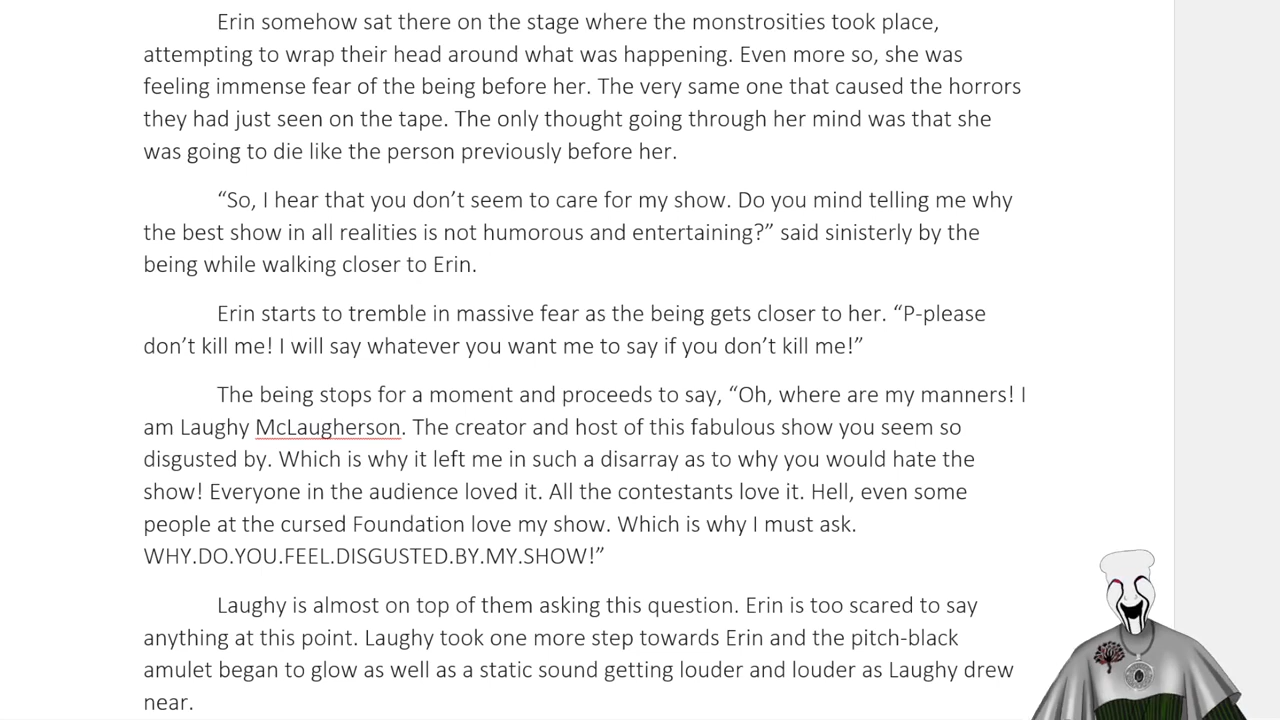 Erin somehow sat there on the stage where the monstrosities took place,
attempting to wrap their head around what was happening. Even more so, she was
feeling immense fear of the being before her. The very same one that caused the horrors
they had just seen on the tape. The only thought going through her mind was that she
was going to die like the person previously before her.
“So, I hear that you don’t seem to care for my show. Do you mind telling me why
the best show in all realities is not humorous and entertaining?” said sinisterly by the
being while walking closer to Erin.
Erin starts to tremble in massive fear as the being gets closer to her. “P-please
don’t kill me! I will say whatever you want me to say if you don’t kill me!”
The being stops for a moment and proceeds to say, “Oh, where are my manners! I
am Laughy McLaugherson. The creator and host of this fabulous show you seem so
disgusted by. Which is why it left me in such a disarray as to why you would hate the
show! Everyone in the audience loved it. All the contestants love it. Hell, even some
people at the cursed Foundation love my show. Which is why I must ask.
WHY.DO.YOU.FEEL.DISGUSTED.BY.MY.SHOW!”
Laughy is almost on top of them asking this question. Erin is too scared to say
anything at this point. Laughy took one more step towards Erin and the pitch-black
amulet began to glow as well as a static sound getting louder and louder as Laughy drew
near.